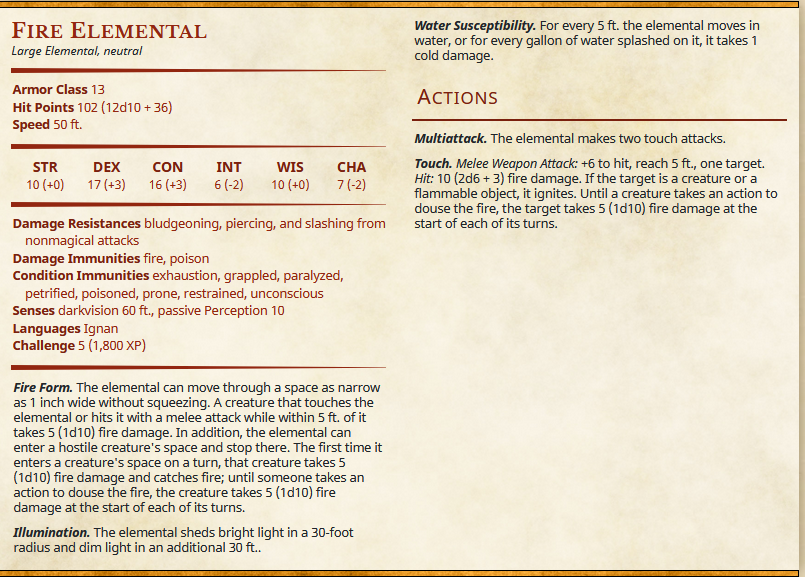 Fire Elemental
Large Elemental, neutral
Armor Class 13
Hit Points 102 (12d10 + 36)
Speed 50 ft.
STR DEX CON INT WIS CHA
10 (+0) 17 (+3) 16 (+3) 6 (-2) 10 (+0) 7 (-2)
Damage Resistances bludgeoning, piercing, and slashing from
nonmagical attacks
Damage Immunities fire, poison
Condition Immunities exhaustion, grappled, paralyzed,
petrified, poisoned, prone, restrained, unconscious
Senses darkvision 60 ft., passive Perception 10
Languages Ignan
Challenge 5 (1,800 XP)
Fire Form. The elemental can move through a space as narrow
as 1 inch wide without squeezing. A creature that touches the
elemental or hits it with a melee attack while within 5 ft. of it
takes 5 (1d10) fire damage. In addition, the elemental can
enter a hostile creature's space and stop there. The first time it
enters a creature's space on a turn, that creature takes 5
(1d10) fire damage and catches fire; until someone takes an
action to douse the fire, the creature takes 5 (1d10) fire
damage at the start of each of its turns.
Illumination. The elemental sheds bright light in a 30-foot
radius and dim light in an additional 30 ft..
Water Susceptibility. For every 5 ft. the elemental moves in
water, or for every gallon of water splashed on it, it takes 1
cold damage.
Actions
Multiattack. The elemental makes two touch attacks.
Touch. Melee Weapon Attack: +6 to hit, reach 5 ft., one target.
Hit: 10 (2d6 + 3) fire damage. If the target is a creature or a
flammable object, it ignites. Until a creature takes an action to
douse the fire, the target takes 5 (1d10) fire damage at the
start of each of its turns.